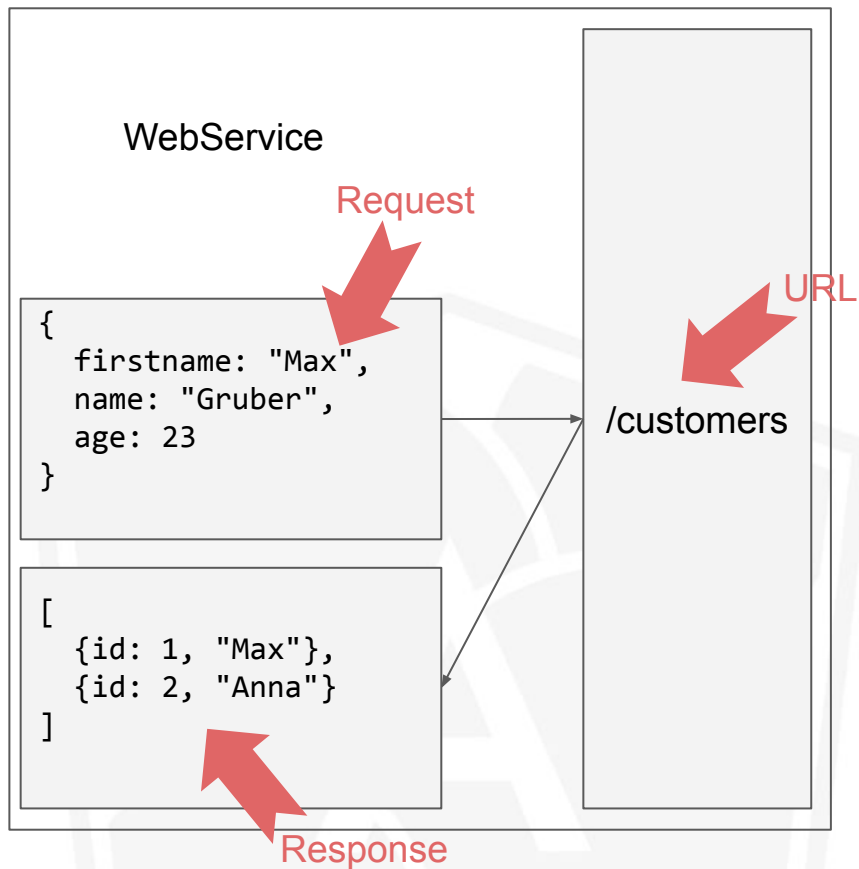 WebService
Request
URL
{
  firstname: "Max",
  name: "Gruber",
  age: 23
}
/customers
[
  {id: 1, "Max"},
  {id: 2, "Anna"}
]
Response